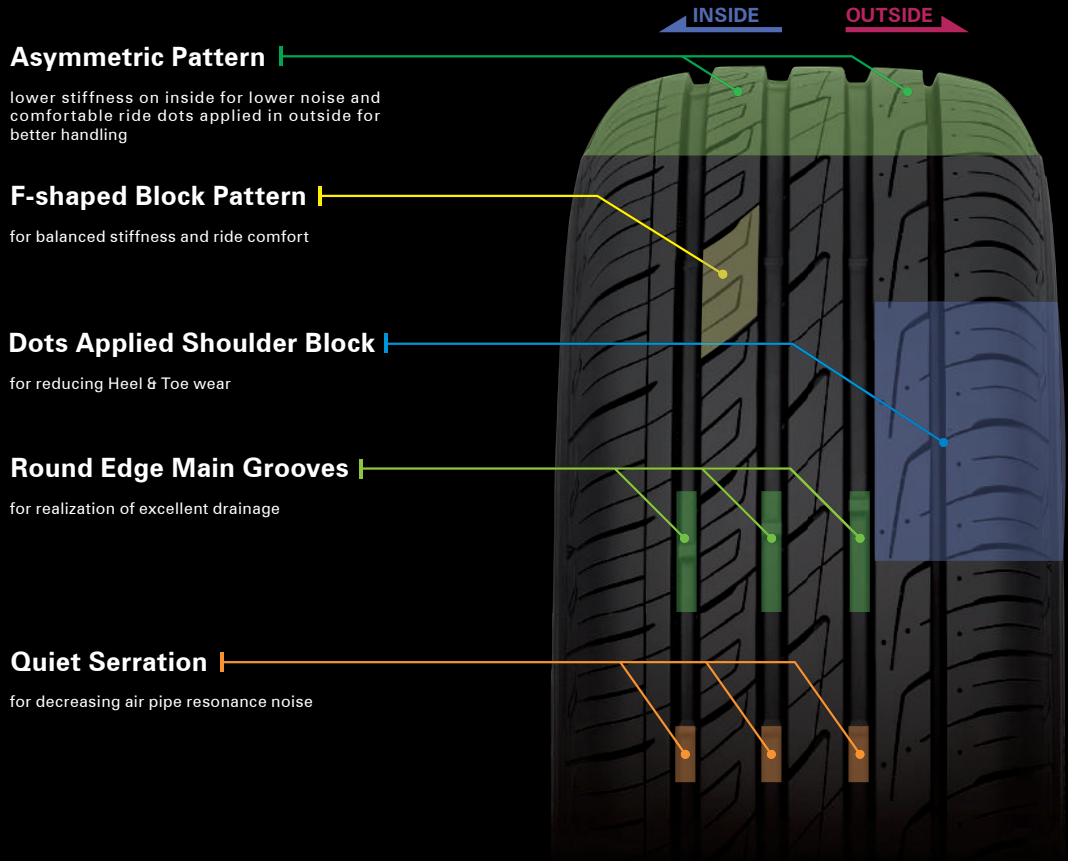 INSIDE
OUTSIDE
Asymmetric Pattern
lower stiffness on inside for lower noise and
comfortable ride dots applied in outside for
better handling
F-shaped Block Pattern
for balanced stiffness and ride comfort
Dots Applied Shoulder Block
for reducing Heel & Toe wear
Round Edge Main Grooves
for realization of excellent drainage
Quiet Serration
for decreasing air pipe resonance noise